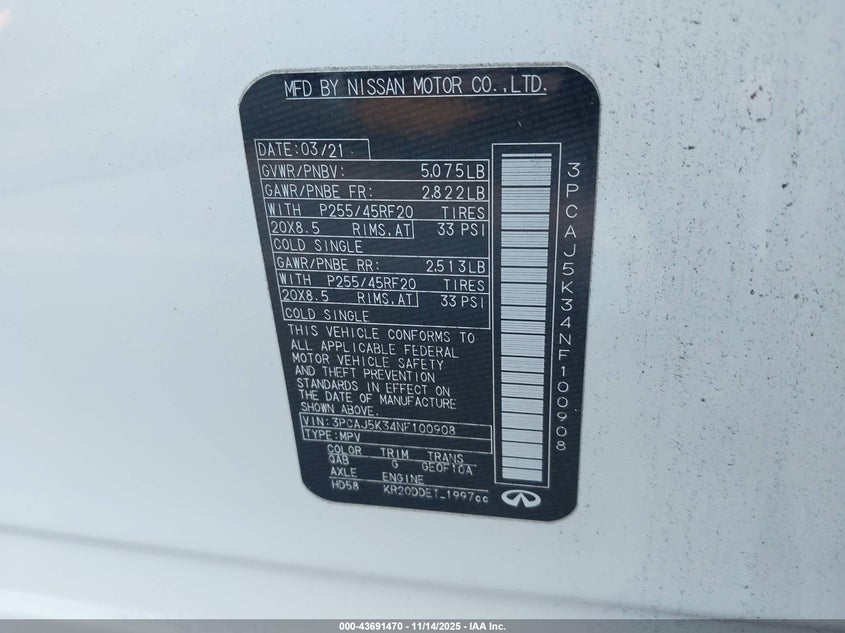 MFD BY NISSAN MOTOR CO.,LTD.
DATE:03/21
GVWR/PNBV: 5,075LB
GAWR/PNBE FR: 2,822LB
WITH P255/45RF20 TIRES
20X8.5 RIMS,AT 33 PSI
COLD SINGLE
GAWR/PNBE RR: 2,513LB
WITH P255/45RF20 TIRES
20X8.5 RIMS,AT 33 PSI
COLD SINGLE
THIS VEHICLE CONFORMS TO
ALL APPLICABLE FEDERAL
MOTOR VEHICLE SAFETY
AND THEFT PREVENTION
STANDARDS IN EFFECT ON
THE DATE OF MANUFACTURE
SHOWN ABOVE.
VIN:3PCAJ5K34NF100908
TYPE:MPV
COLOR TRIM TRANS
QAB G GE0F10A
AXLE ENGINE
HD58 KR20DDET_1997cc
3PCAJ5K34NF100908
000-43691470 - 11/14/2025 - IAA Inc.